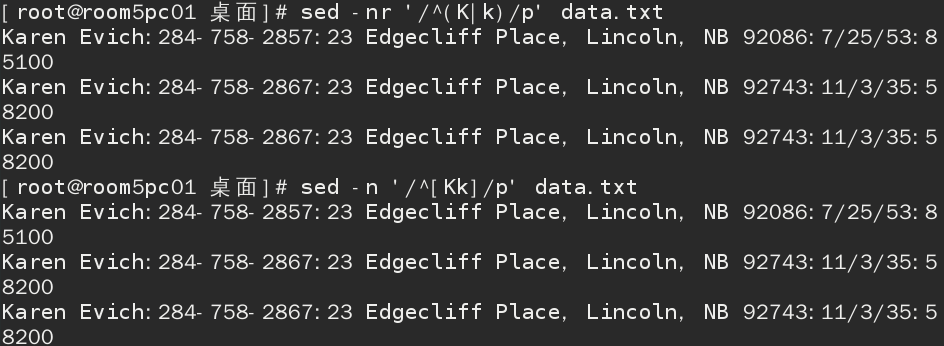 [root@room5pc01 桌面]# sed -nr '/^(K|k)/p' data.txt
Karen Evich:284-758-2857:23 Edgecliff Place, Lincoln, NB 92086:7/25/53:8
5100
Karen Evich:284-758-2867:23 Edgecliff Place, Lincoln, NB 92743:11/3/35:5
8200
Karen Evich:284-758-2867:23 Edgecliff Place, Lincoln, NB 92743:11/3/35:5
8200
[root@room5pc01 桌面]# sed -n '/^[Kk]/p' data.txt
Karen Evich:284-758-2857:23 Edgecliff Place, Lincoln, NB 92086:7/25/53:8
5100
Karen Evich:284-758-2867:23 Edgecliff Place, Lincoln, NB 92743:11/3/35:5
8200
Karen Evich:284-758-2867:23 Edgecliff Place, Lincoln, NB 92743:11/3/35:5
8200